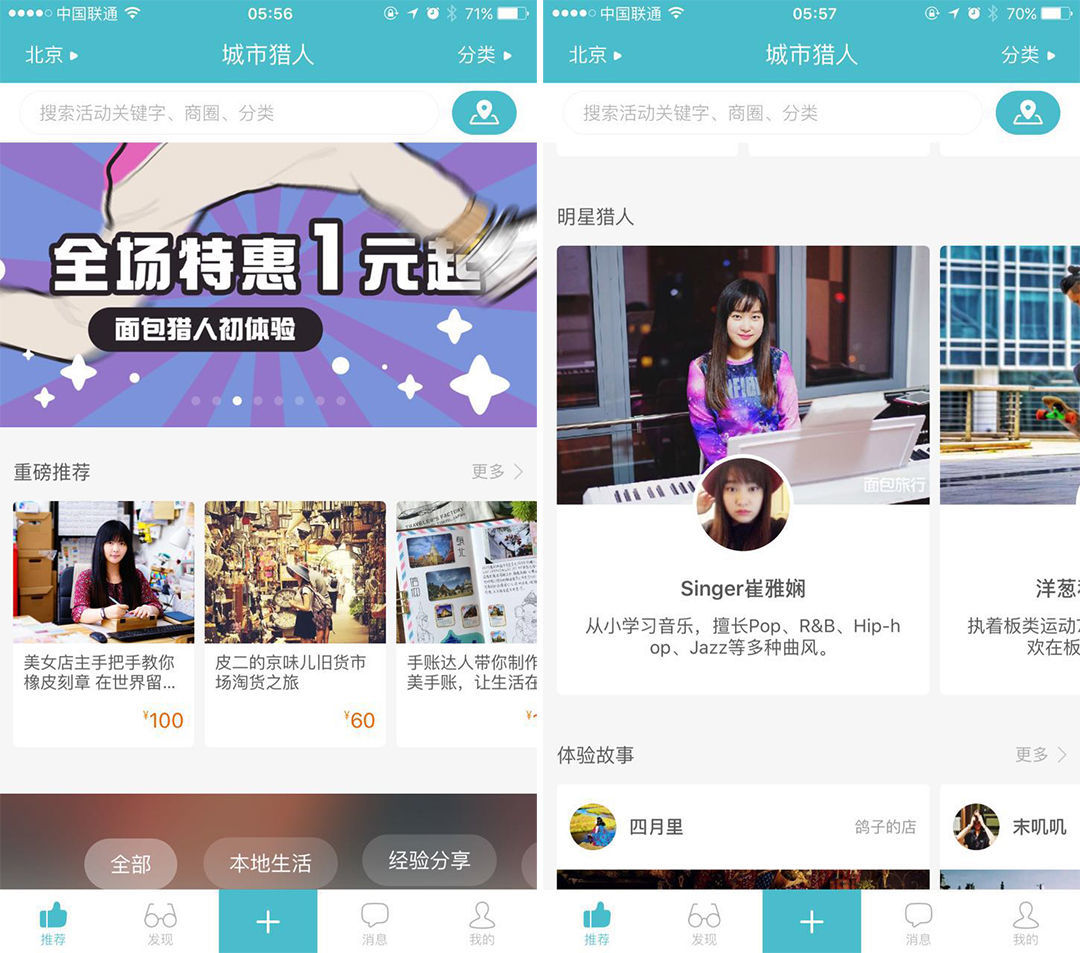 中国联通
05:56
71%
北京
城市猎人
分类
搜索活动关键字、商圈、分类
全场特惠1元起
面包猎人初体验
重磅推荐
更多
美女店主手把手教你
橡皮刻章 在世界留...
¥100
皮二的京味儿旧货市
场淘货之旅
¥60
TRAVELER'S FACTORY
手账达人带你制作
美手账，让生活在
¥
全部
本地生活
经验分享
推荐
发现
消息
我的
中国联通
05:57
70%
北京
城市猎人
分类
搜索活动关键字、商圈、分类
明星猎人
面包旅行
Singer崔雅娴
从小学习音乐，擅长Pop、R&B、Hip-h
op、Jazz等多种曲风。
洋葱
执着板类运动
欢在板
体验故事
更多
四月里
鸽子的店
末叽叽
推荐
发现
消息
我的